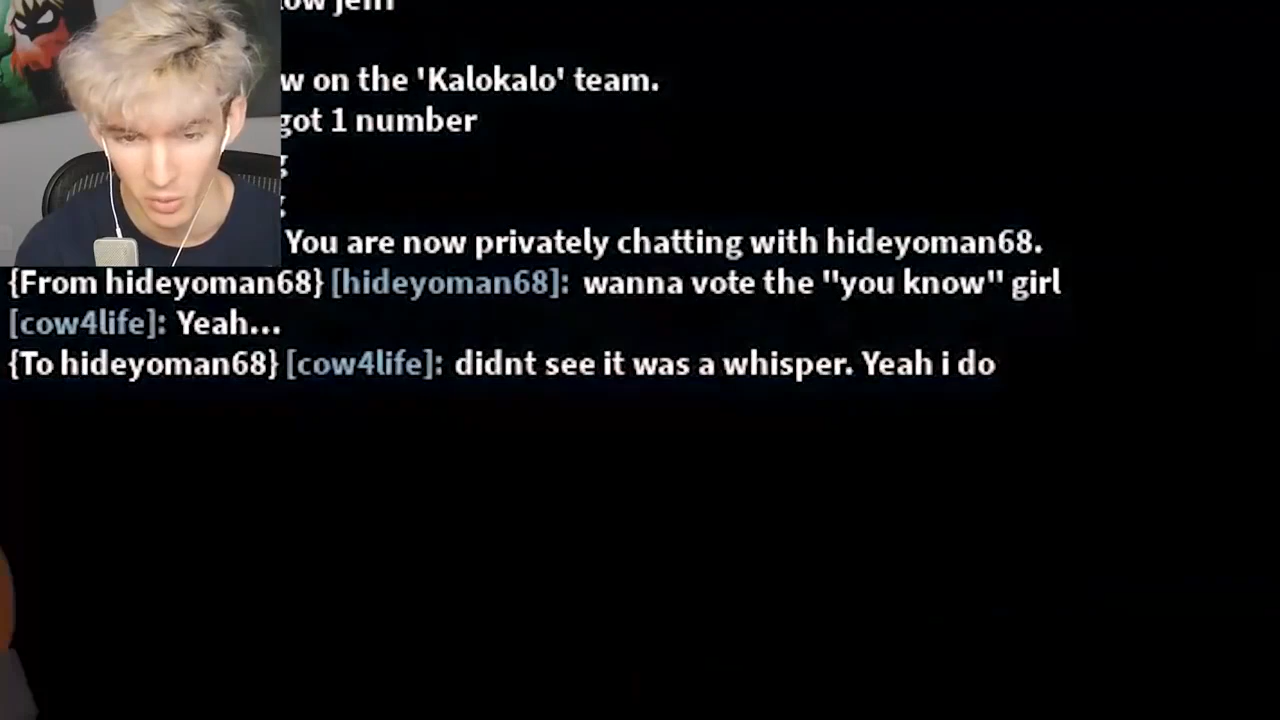 on the 'Kalokalo' team.
got 1 number
You are now privately chatting with hideyoman68.
{From hideyoman68} [hideyoman68]: wanna vote the "you know" girl
[cow4life]: Yeah...
{To hideyoman68} [cow4life]: didnt see it was a whisper. Yeah i do